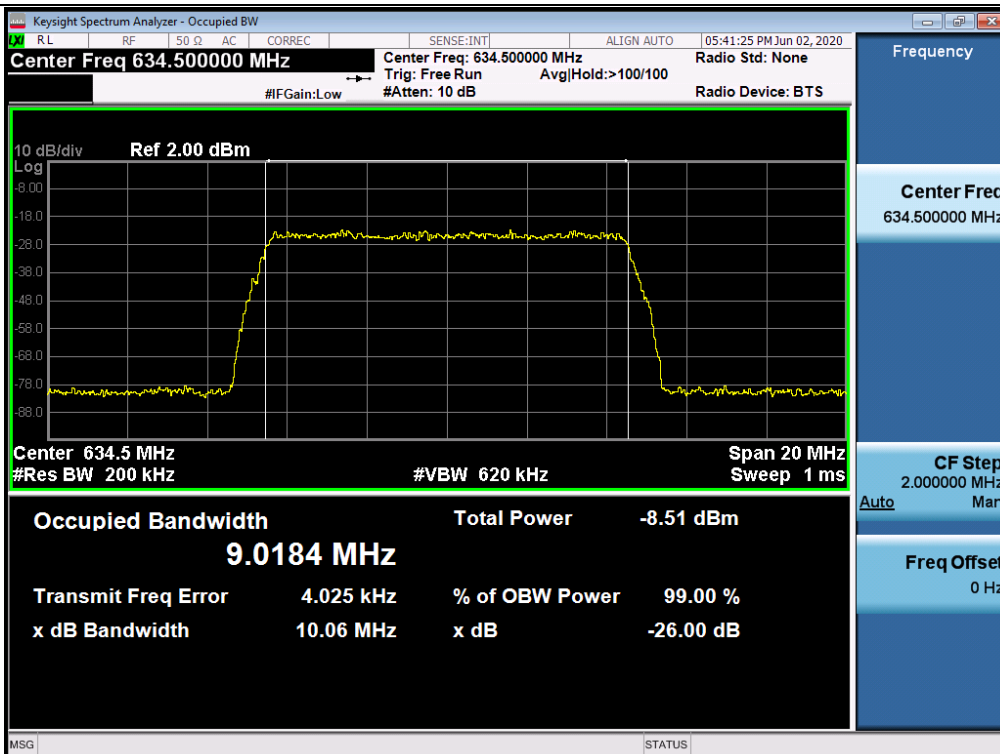 Keysight Spectrum Analyzer - Occupied BW
LXI RL RF 50 Ω AC CORREC SENSE:INT ALIGN AUTO 05:41:25 PM Jun 02, 2020
Center Freq 634.500000 MHz
Center Freq: 634.500000 MHz Radio Std: None
Trig: Free Run Avg|Hold:>100/100
#IFGain:Low #Atten: 10 dB Radio Device: BTS
10 dB/div Ref 2.00 dBm
Log
-8.00
-18.0
-28.0
-38.0
-48.0
-58.0
-68.0
-78.0
-88.0
Center 634.5 MHz Span 20 MHz
#Res BW 200 kHz #VBW 620 kHz Sweep 1 ms
Occupied Bandwidth Total Power -8.51 dBm
9.0184 MHz
Transmit Freq Error 4.025 kHz % of OBW Power 99.00 %
x dB Bandwidth 10.06 MHz x dB -26.00 dB
MSG STATUS
Frequency
Center Freq
634.500000 MHz
CF Step
2.000000 MHz
Auto Man
Freq Offset
0 Hz